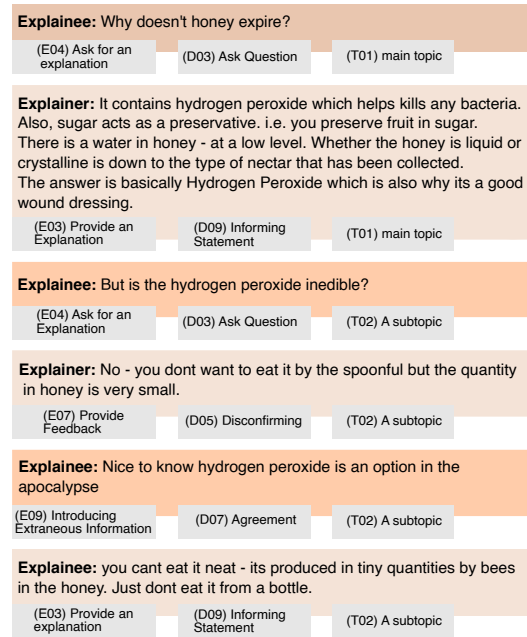 Explainee: Why doesn't honey expire?
(E04) Ask for an
explanation
(D03) Ask Question
(T01) main topic
Explainer: It contains hydrogen peroxide which helps kills any bacteria.
Also, sugar acts as a preservative. i.e. you preserve fruit in sugar.
There is a water in honey - at a low level. Whether the honey is liquid or
crystalline is down to the type of nectar that has been collected.
The answer is basically Hydrogen Peroxide which is also why its a good
wound dressing.
(E03) Provide an
Explanation
(D09) Informing
Statement
(T01) main topic
Explainee: But is the hydrogen peroxide inedible?
(E04) Ask for an
Explanation
(D03) Ask Question
(T02) A subtopic
Explainer: No - you dont want to eat it by the spoonful but the quantity
in honey is very small.
(E07) Provide
Feedback
(D05) Disconfirming
(T02) A subtopic
Explainee: Nice to know hydrogen peroxide is an option in the
apocalypse
(E09) Introducing
Extraneous Information
(D07) Agreement
(T02) A subtopic
Explainee: you cant eat it neat - its produced in tiny quantities by bees
in the honey. Just dont eat it from a bottle.
(E03) Provide an
explanation
(D09) Informing
Statement
(T02) A subtopic